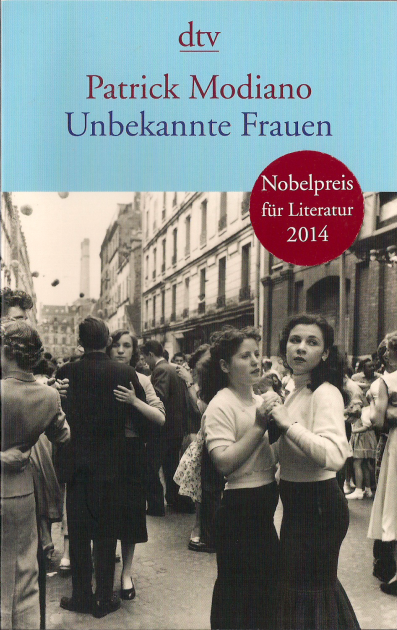 dtv
Patrick Modiano
Unbekannte Frauen
Nobelpreis
für Literatur
2014